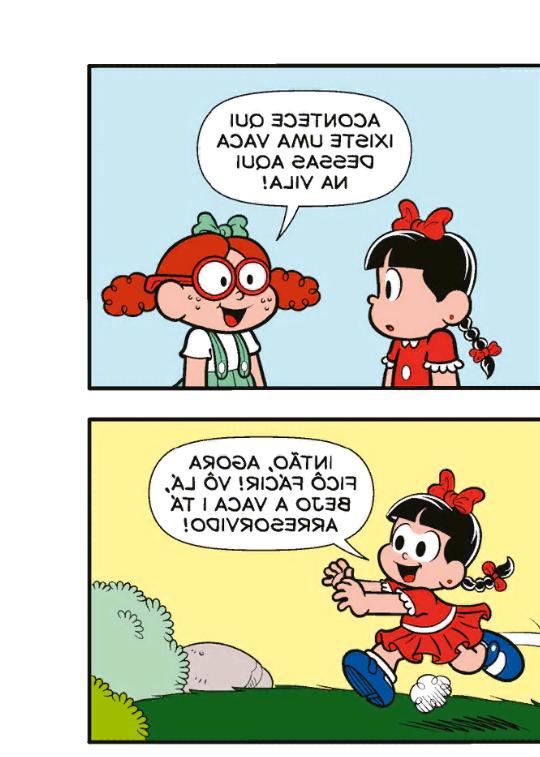 ACONTECE QUI
IXISTE UMA VACA
DESSAS AQUI
NA VILA!
INTÃO, AGORA
FICÔ FÁCIR! VÔ LÁ,
BEJO A VACA I TÁ
ARRESORVIDO!